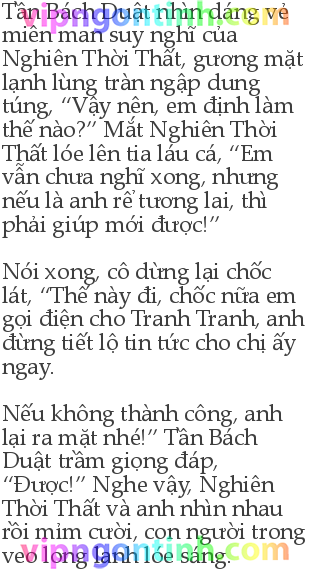 Tần Bách Duật nhìn dáng vẻ
miên man suy nghĩ của
Nghiên Thời Thất, gương mặt
lạnh lùng tràn ngập dung
túng, “Vậy nên, em định làm
thế nào?” Mắt Nghiên Thời
Thất lóe lên tia láu cá, “Em
vẫn chưa nghĩ xong, nhưng
nếu là anh rể tương lai, thì
phải giúp mới được!”
Nói xong, cô dừng lại chốc
lát, “Thế này đi, chốc nữa em
gọi điện cho Tranh Tranh, anh
đừng tiết lộ tin tức cho chị ấy
ngay.
Nếu không thành công, anh
lại ra mặt nhé!” Tần Bách
Duật trầm giọng đáp,
“Được!” Nghe vậy, Nghiên
Thời Thất và anh nhìn nhau
rồi mỉm cười, con người trong
veo long lanh lóe sáng.
vipngontinh.com
vipngontinh.com